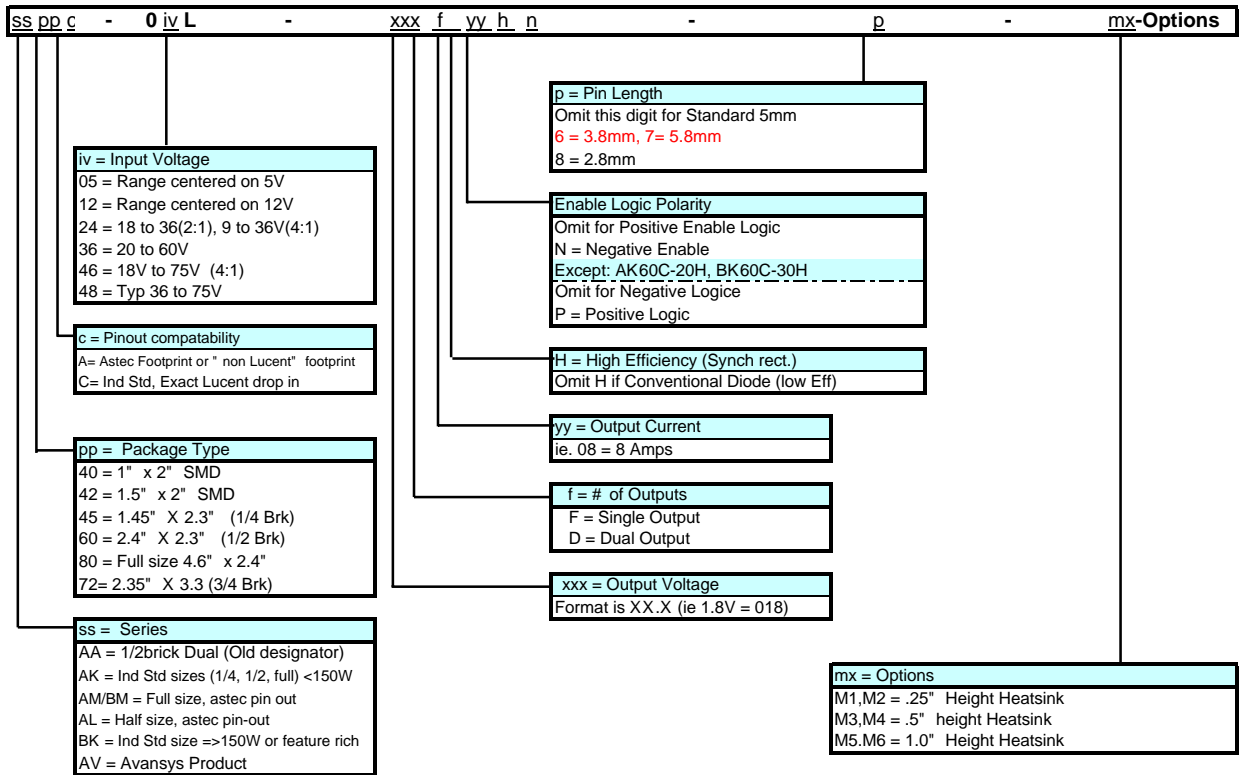 ss pp c - 0 iv L - xxx f yy h n - p - mx-Options
p = Pin Length
Omit this digit for Standard 5mm
6 = 3.8mm, 7= 5.8mm
8 = 2.8mm
iv = Input Voltage
05 = Range centered on 5V
12 = Range centered on 12V
24 = 18 to 36(2:1), 9 to 36V(4:1)
36 = 20 to 60V
46 = 18V to 75V (4:1)
48 = Typ 36 to 75V
Enable Logic Polarity
Omit for Positive Enable Logic
N = Negative Enable
Except: AK60C-20H, BK60C-30H
Omit for Negative Logice
P = Positive Logic
c = Pinout compatability
A= Astec Footprint or " non Lucent" footprint
C= Ind Std, Exact Lucent drop in
H = High Efficiency (Synch rect.)
Omit H if Conventional Diode (low Eff)
yy = Output Current
ie. 08 = 8 Amps
pp = Package Type
40 = 1" x 2" SMD
42 = 1.5" x 2" SMD
45 = 1.45" X 2.3" (1/4 Brk)
60 = 2.4" X 2.3" (1/2 Brk)
80 = Full size 4.6" x 2.4"
72= 2.35" X 3.3 (3/4 Brk)
f = # of Outputs
F = Single Output
D = Dual Output
xxx = Output Voltage
Format is XX.X (ie 1.8V = 018)
ss = Series
AA = 1/2brick Dual (Old designator)
AK = Ind Std sizes (1/4, 1/2, full) <150W
AM/BM = Full size, astec pin out
AL = Half size, astec pin-out
BK = Ind Std size =>150W or feature rich
AV = Avansys Product
mx = Options
M1,M2 = .25" Height Heatsink
M3,M4 = .5" height Heatsink
M5.M6 = 1.0" Height Heatsink